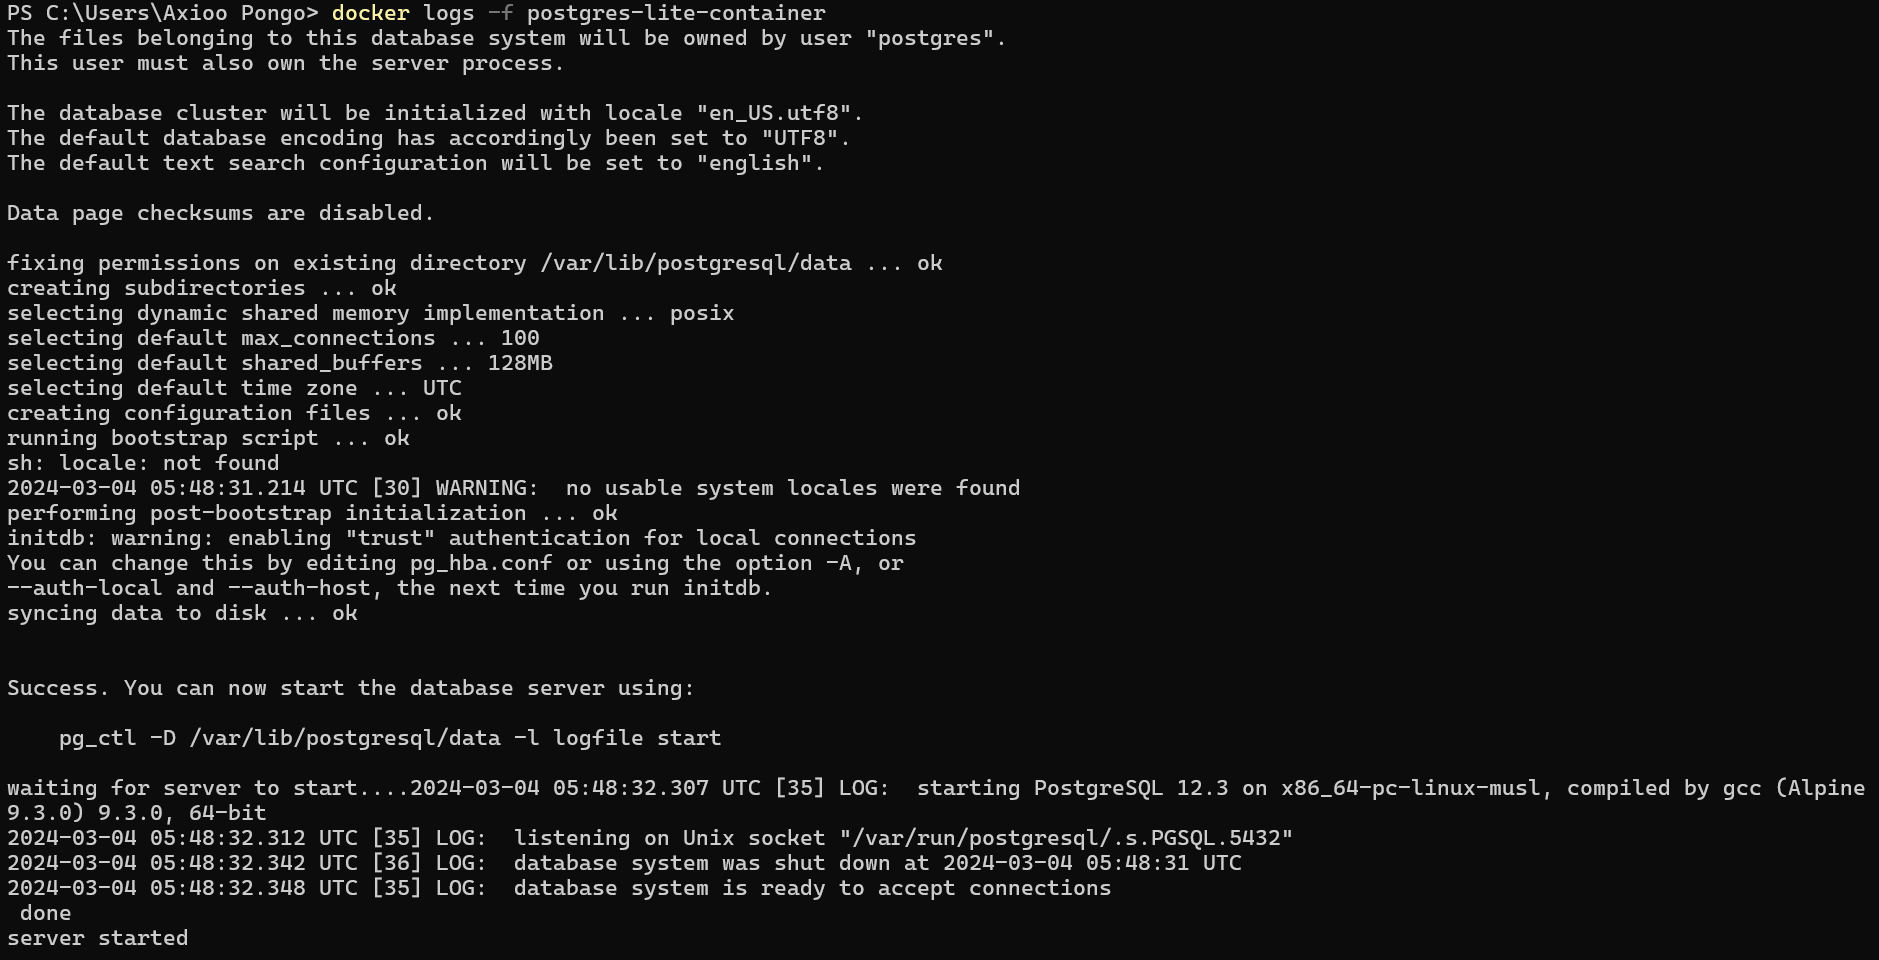 PS C:\Users\Axioo Pongo> docker logs -f postgres-lite-container
The files belonging to this database system will be owned by user "postgres".
This user must also own the server process.

The database cluster will be initialized with locale "en_US.utf8".
The default database encoding has accordingly been set to "UTF8".
The default text search configuration will be set to "english".

Data page checksums are disabled.

fixing permissions on existing directory /var/lib/postgresql/data ... ok
creating subdirectories ... ok
selecting dynamic shared memory implementation ... posix
selecting default max_connections ... 100
selecting default shared_buffers ... 128MB
selecting default time zone ... UTC
creating configuration files ... ok
running bootstrap script ... ok
sh: locale: not found
2024-03-04 05:48:31.214 UTC [30] WARNING:  no usable system locales were found
performing post-bootstrap initialization ... ok
initdb: warning: enabling "trust" authentication for local connections
You can change this by editing pg_hba.conf or using the option -A, or
--auth-local and --auth-host, the next time you run initdb.
syncing data to disk ... ok


Success. You can now start the database server using:

    pg_ctl -D /var/lib/postgresql/data -l logfile start

waiting for server to start....2024-03-04 05:48:32.307 UTC [35] LOG:  starting PostgreSQL 12.3 on x86_64-pc-linux-musl, compiled by gcc (Alpine
9.3.0) 9.3.0, 64-bit
2024-03-04 05:48:32.312 UTC [35] LOG:  listening on Unix socket "/var/run/postgresql/.s.PGSQL.5432"
2024-03-04 05:48:32.342 UTC [36] LOG:  database system was shut down at 2024-03-04 05:48:31 UTC
2024-03-04 05:48:32.348 UTC [35] LOG:  database system is ready to accept connections
 done
server started